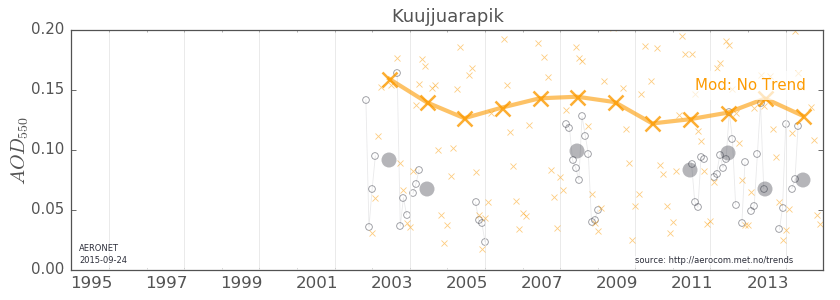 Kuujjuarapik
0.20
0.15
0.10
0.05
0.00
AOD550
Mod: No Trend
AERONET
2015-09-24
source: http://aerocom.met.no/trends
1995 1997 1999 2001 2003 2005 2007 2009 2011 2013